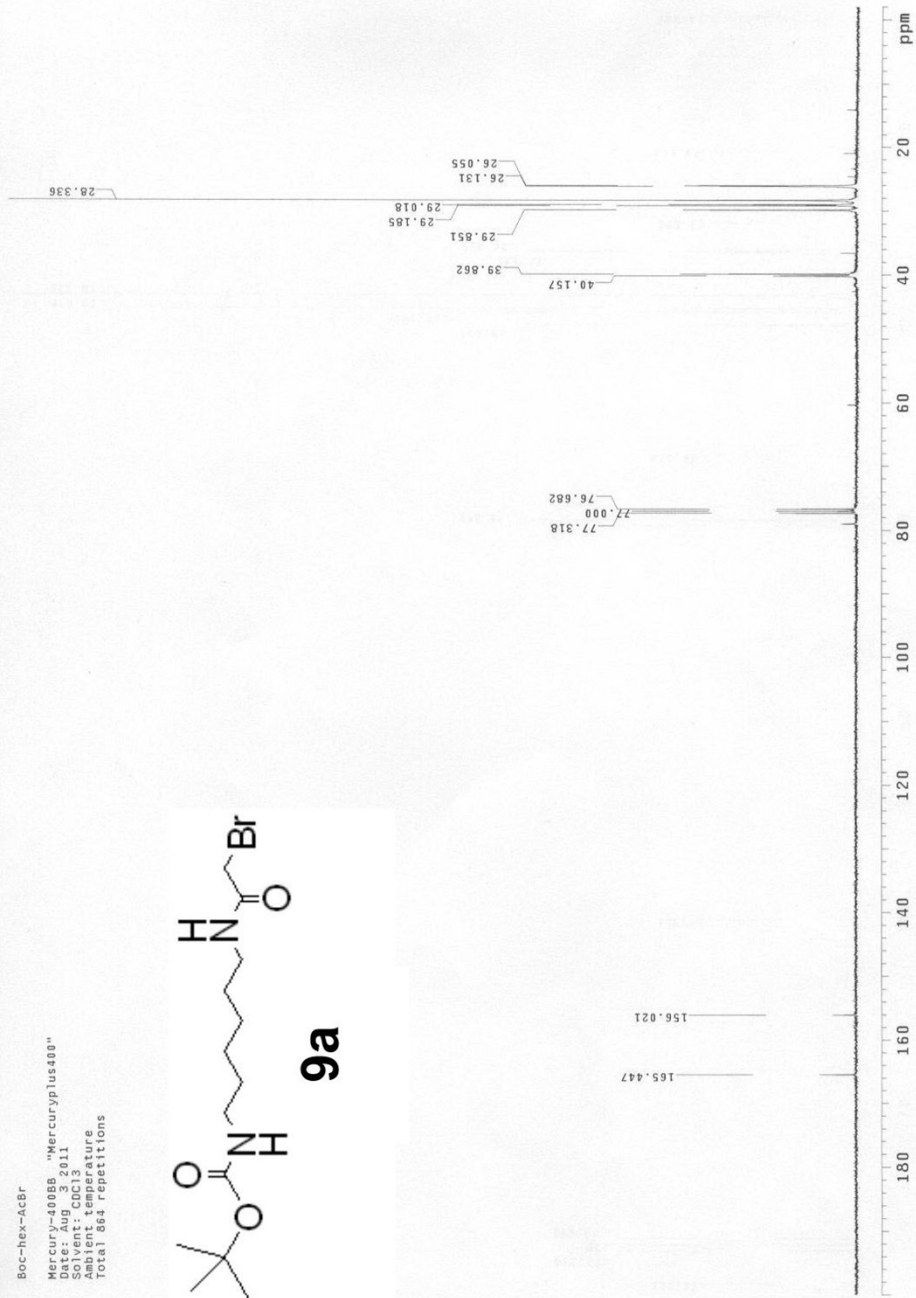 Boc-hex-AcBr
Mercury-400BB "Mercuryplus400"
Date: Aug 3 2011
Solvent: CDCl3
Ambient temperature
Total 864 repetitions
O
O
N
H
H
N
O
Br
9a
165.447
156.021
77.318
77.000
76.682
40.157
39.862
29.851
29.185
29.018
28.336
26.131
26.055
180
160
140
120
100
80
60
40
20
ppm